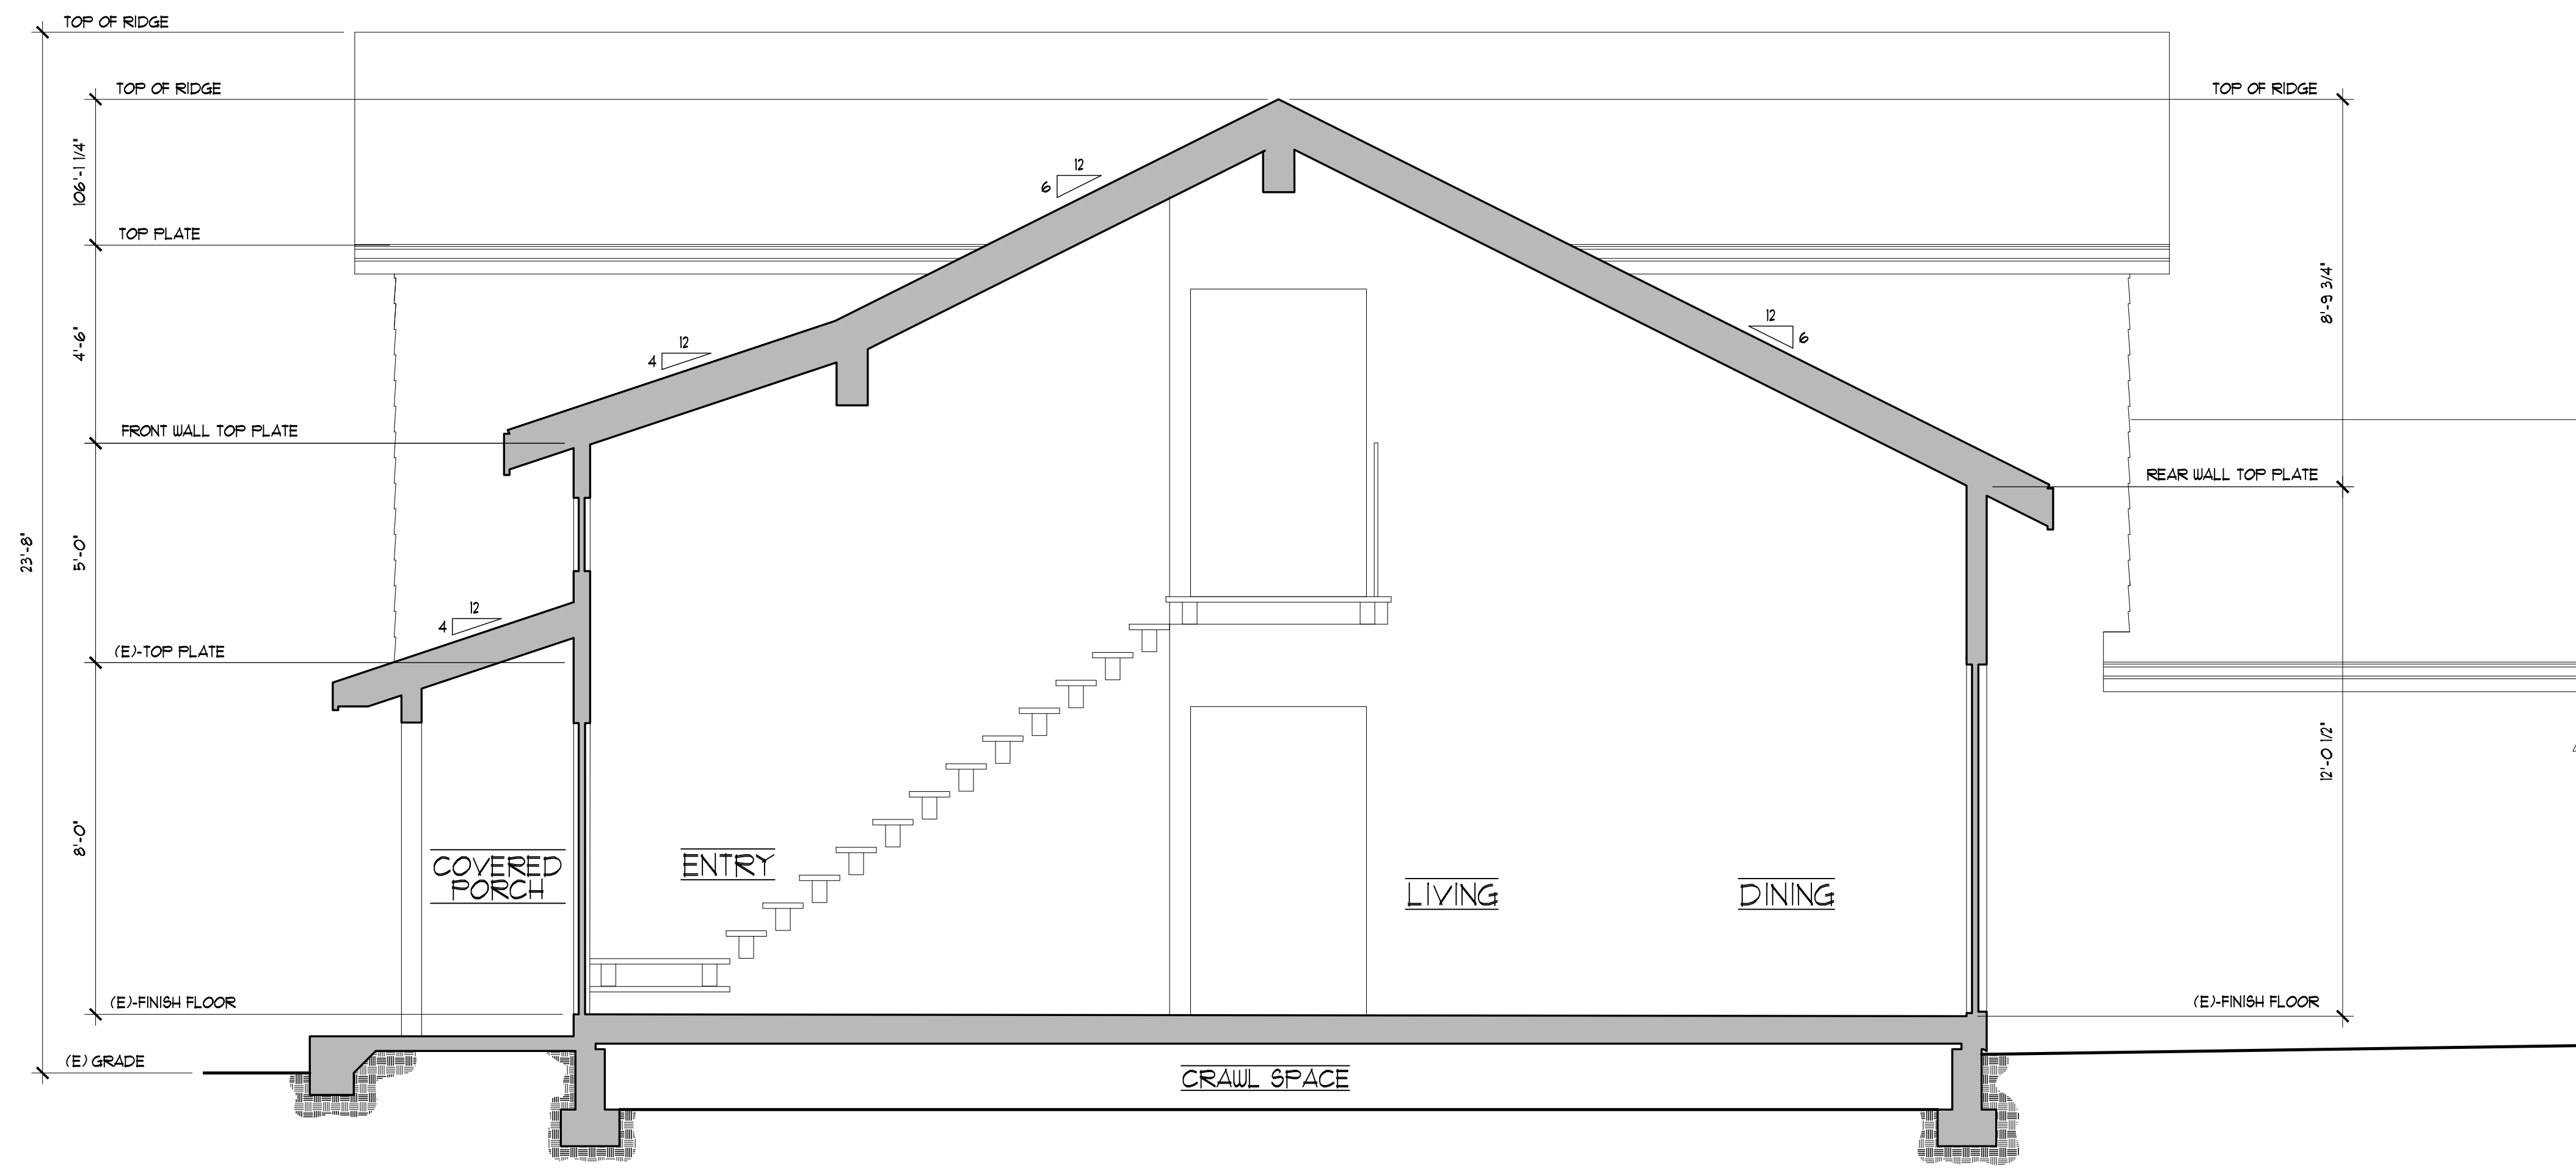 TOP OF RIDGE
TOP OF RIDGE
TOP OF RIDGE
106'-1 1/4"
12
6
TOP PLATE
8'-9 3/4"
4'-6"
12
4
12
6
FRONT WALL TOP PLATE
REAR WALL TOP PLATE
23'-8"
5'-0"
12
4
(E)-TOP PLATE
12'-0 1/2"
8'-0"
COVERED
PORCH
ENTRY
LIVING
DINING
(E)-FINISH FLOOR
(E)-FINISH FLOOR
(E) GRADE
CRAWL SPACE